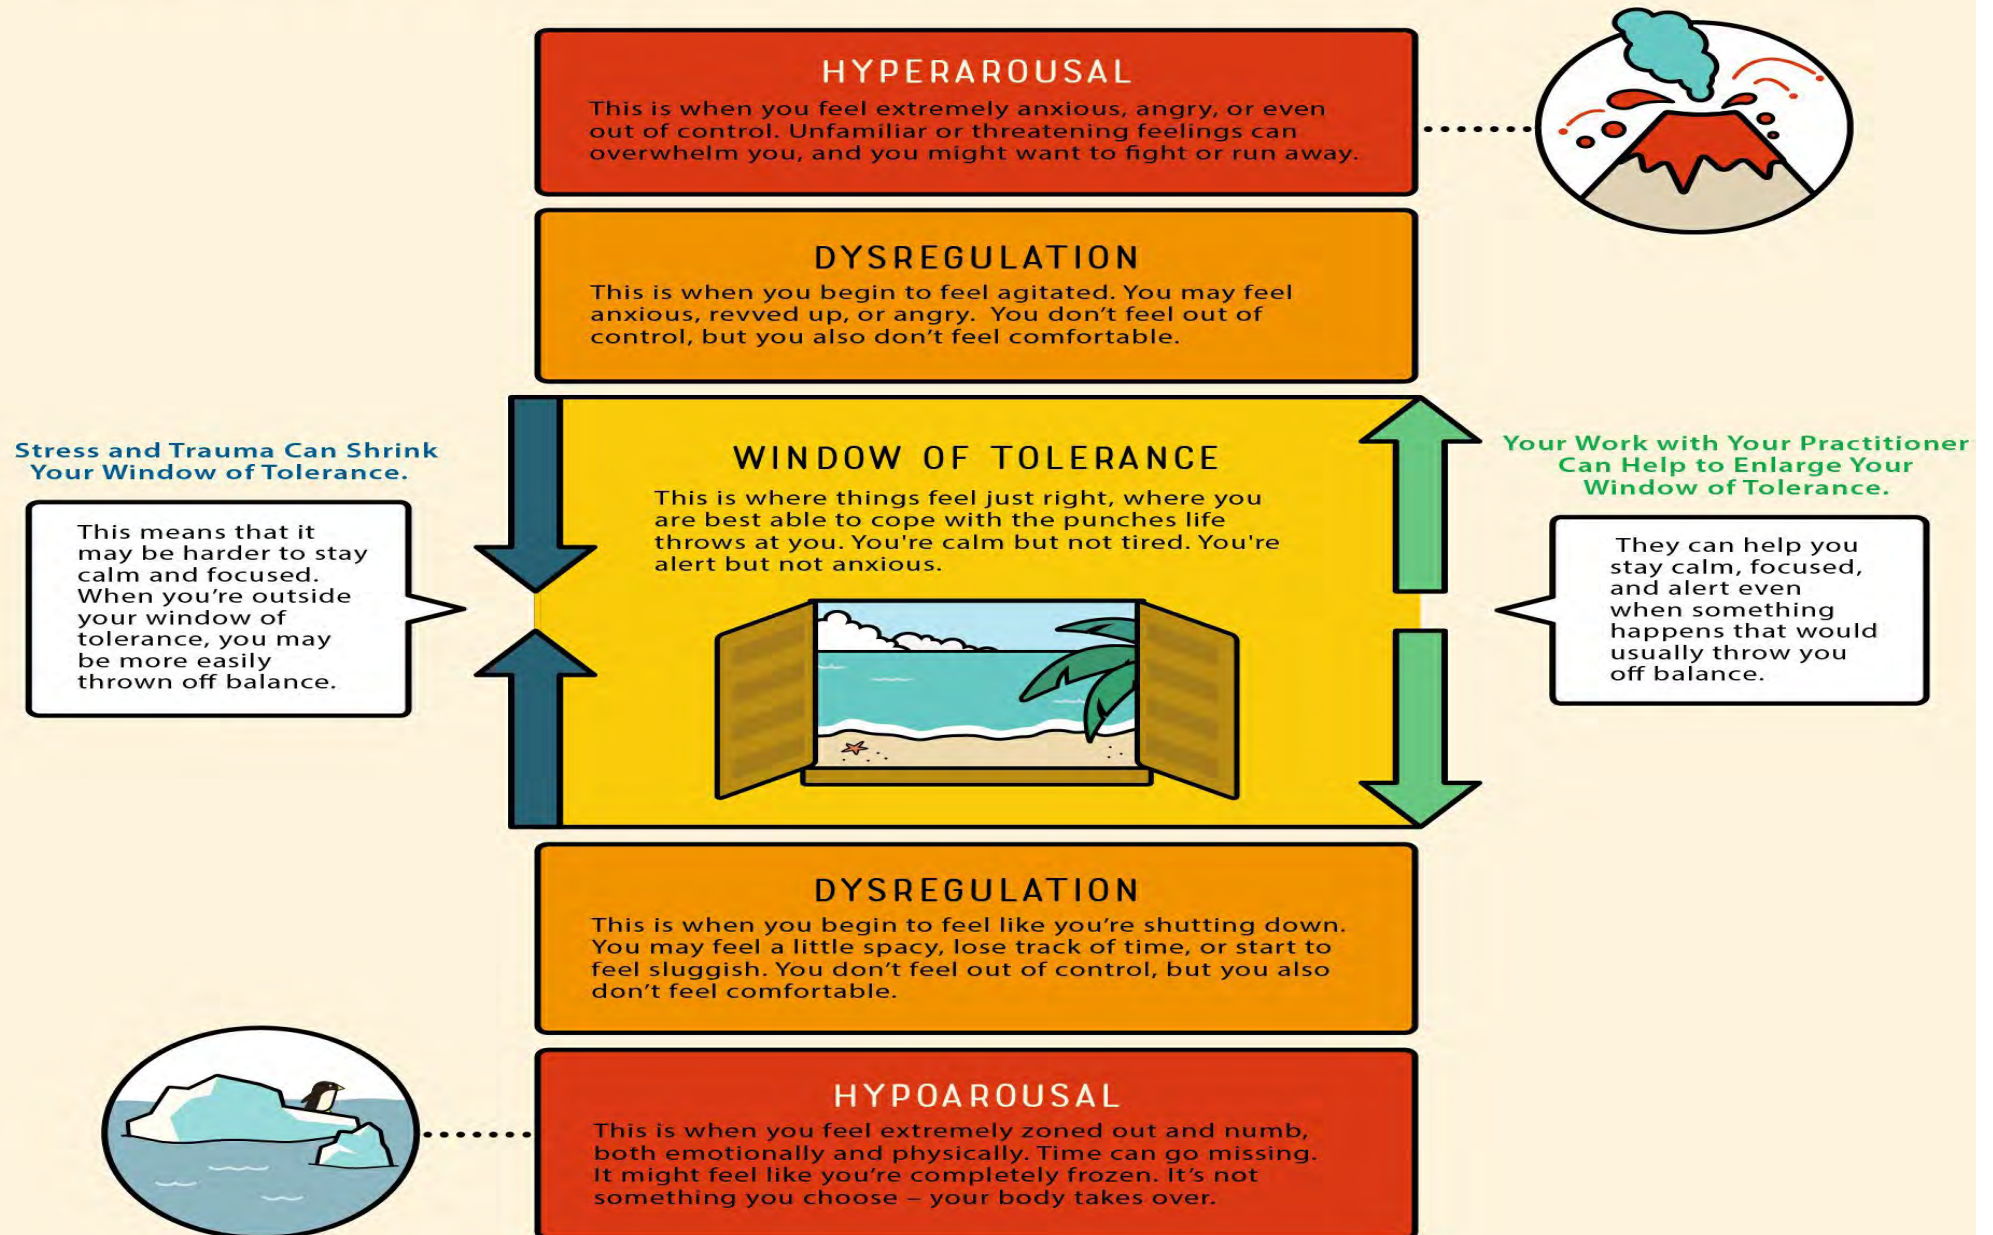 HYPERAROUSAL
This is when you feel extremely anxious, angry, or even
out of control. Unfamiliar or threatening feelings can
overwhelm you, and you might want to fight or run away.
DYSREGULATION
This is when you begin to feel agitated. You may feel
anxious, revved up, or angry.  You don’t feel out of
control, but you also don’t feel comfortable.
Stress and Trauma Can Shrink
Your Window of Tolerance.
This means that it
may be harder to stay
calm and focused.
When you’re outside
your window of
tolerance, you may
be more easily
thrown off balance.
WINDOW OF TOLERANCE
This is where things feel just right, where you
are best able to cope with the punches life
throws at you. You're calm but not tired. You're
alert but not anxious.
Your Work with Your Practitioner
Can Help to Enlarge Your
Window of Tolerance.
They can help you
stay calm, focused,
and alert even
when something
happens that would
usually throw you
off balance.
DYSREGULATION
This is when you begin to feel like you’re shutting down.
You may feel a little spacy, lose track of time, or start to
feel sluggish. You don’t feel out of control, but you also
don’t feel comfortable.
HYPOAROUSAL
This is when you feel extremely zoned out and numb,
both emotionally and physically. Time can go missing.
It might feel like you’re completely frozen. It’s not
something you choose – your body takes over.